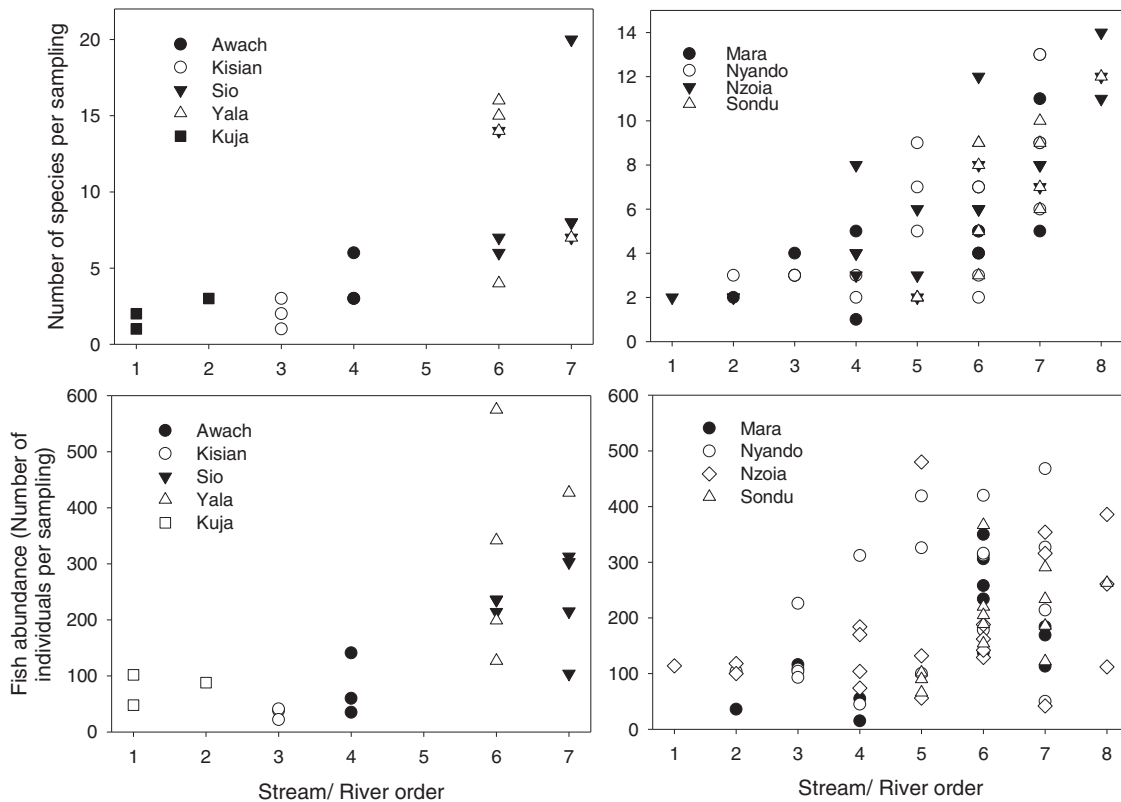 Number of species per sampling
20
15
10
5
0
Awach
Kisian
Sio
Yala
Kuja
1 2 3 4 5 6 7
14
12
10
8
6
4
2
0
Mara
Nyando
Nzoia
Sondu
1 2 3 4 5 6 7 8
Fish abundance (Number of
individuals per sampling)
600
500
400
300
200
100
0
Awach
Kisian
Sio
Yala
Kuja
1 2 3 4 5 6 7
Stream/ River order
600
500
400
300
200
100
0
Mara
Nyando
Nzoia
Sondu
1 2 3 4 5 6 7 8
Stream/ River order